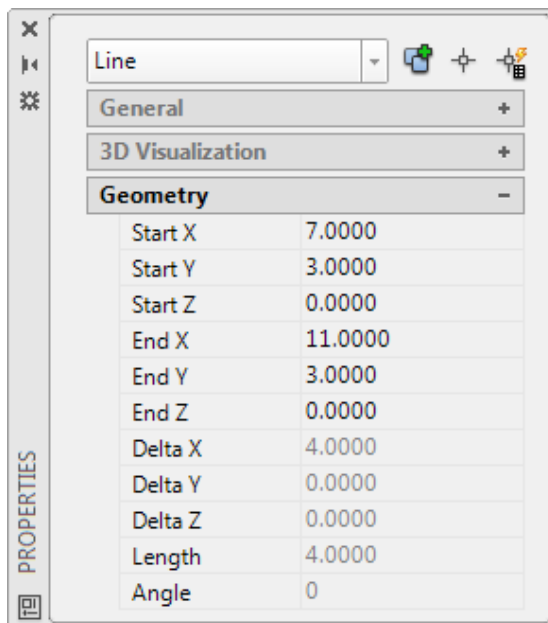 Line
General
3D Visualization
Geometry
Start X 7.0000
Start Y 3.0000
Start Z 0.0000
End X 11.0000
End Y 3.0000
End Z 0.0000
Delta X 4.0000
Delta Y 0.0000
Delta Z 0.0000
Length 4.0000
Angle 0
PROPERTIES